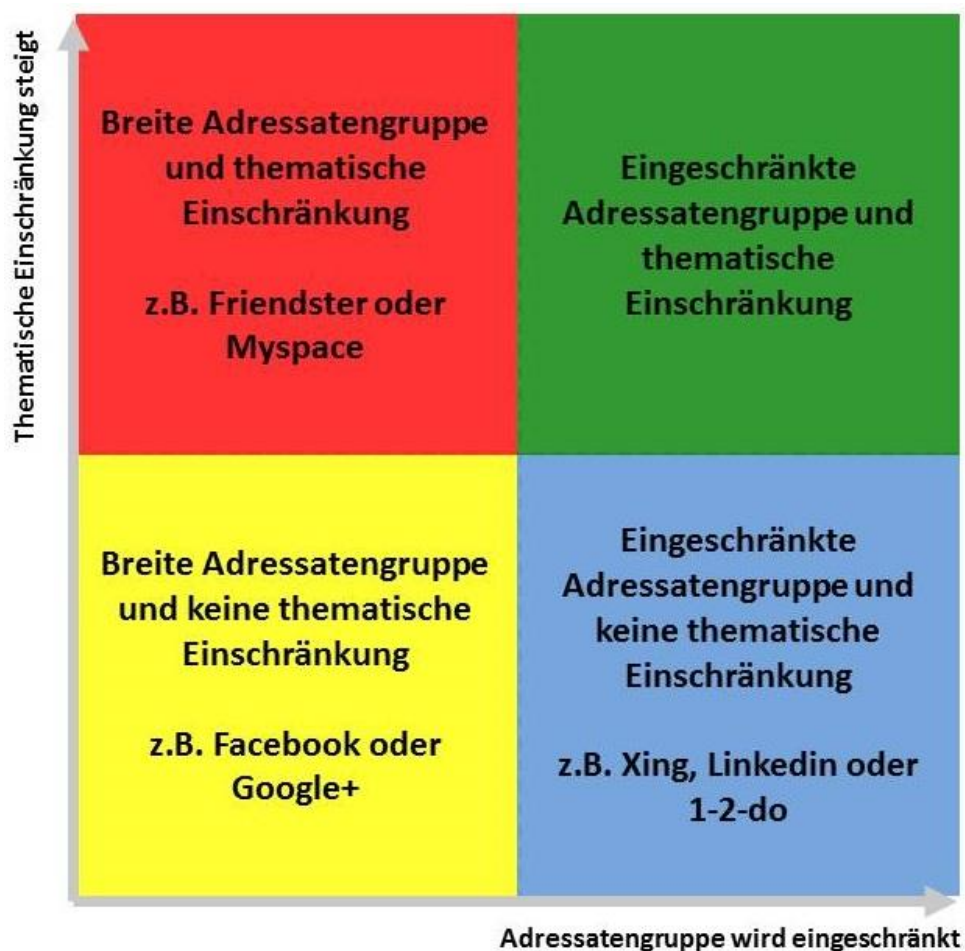 Thematische Einschränkung steigt
Breite Adressatengruppe
und thematische
Einschränkung
z.B. Friendster oder
Myspace
Eingeschränkte
Adressatengruppe und
thematische
Einschränkung
Breite Adressatengruppe
und keine thematische
Einschränkung
z.B. Facebook oder
Google+
Eingeschränkte
Adressatengruppe und
keine thematische
Einschränkung
z.B. Xing, Linkedin oder
1-2-do
Adressatengruppe wird eingeschränkt